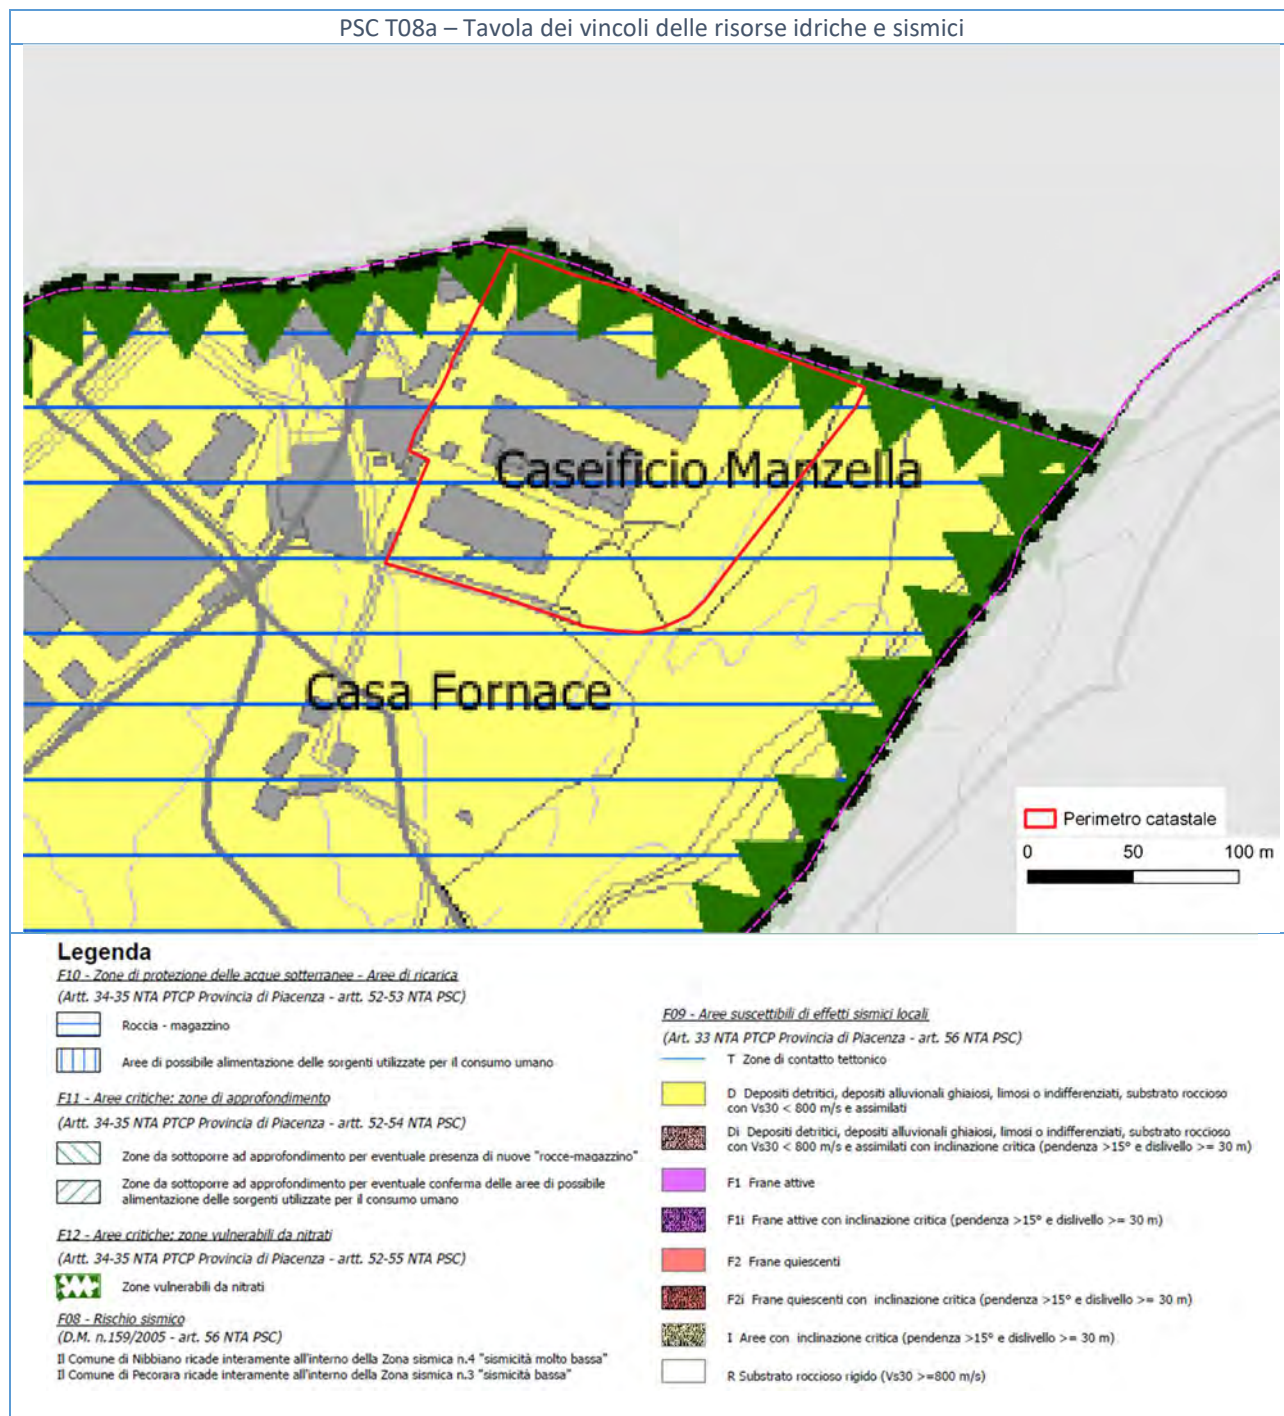 PSC T08a – Tavola dei vincoli delle risorse idriche e sismici
Caseificio Manzella
Casa Fornace
Perimetro catastale
0 50 100 m
Legenda
F10 - Zone di protezione delle acque sotterranee - Aree di ricarica
(Artt. 34-35 NTA PTCP Provincia di Piacenza - artt. 52-53 NTA PSC)
Roccia - magazzino
Aree di possibile alimentazione delle sorgenti utilizzate per il consumo umano
F11 - Aree critiche: zone di approfondimento
(Artt. 34-35 NTA PTCP Provincia di Piacenza - artt. 52-54 NTA PSC)
Zone da sottoporre ad approfondimento per eventuale presenza di nuove "rocce-magazzino"
Zone da sottoporre ad approfondimento per eventuale conferma delle aree di possibile
alimentazione delle sorgenti utilizzate per il consumo umano
F12 - Aree critiche: zone vulnerabili da nitrati
(Artt. 34-35 NTA PTCP Provincia di Piacenza - artt. 52-55 NTA PSC)
Zone vulnerabili da nitrati
F08 - Rischio sismico
(D.M. n.159/2005 - art. 56 NTA PSC)
Il Comune di Nibbiano ricade interamente all'interno della Zona sismica n.4 "sismicità molto bassa"
Il Comune di Pecorara ricade interamente all'interno della Zona sismica n.3 "sismicità bassa"
F09 - Aree suscettibili di effetti sismici locali
(Art. 33 NTA PTCP Provincia di Piacenza - art. 56 NTA PSC)
T Zone di contatto tettonico
D Depositi detritici, depositi alluvionali ghiaiosi, limosi o indifferenziati, substrato roccioso
con Vs30 < 800 m/s e assimilati
Di Depositi detritici, depositi alluvionali ghiaiosi, limosi o indifferenziati, substrato roccioso
con Vs30 < 800 m/s e assimilati con inclinazione critica (pendenza >15° e dislivello >= 30 m)
F1 Frane attive
F1i Frane attive con inclinazione critica (pendenza >15° e dislivello >= 30 m)
F2 Frane quiescenti
F2i Frane quiescenti con inclinazione critica (pendenza >15° e dislivello >= 30 m)
I Aree con inclinazione critica (pendenza >15° e dislivello >= 30 m)
R Substrato roccioso rigido (Vs30 >=800 m/s)